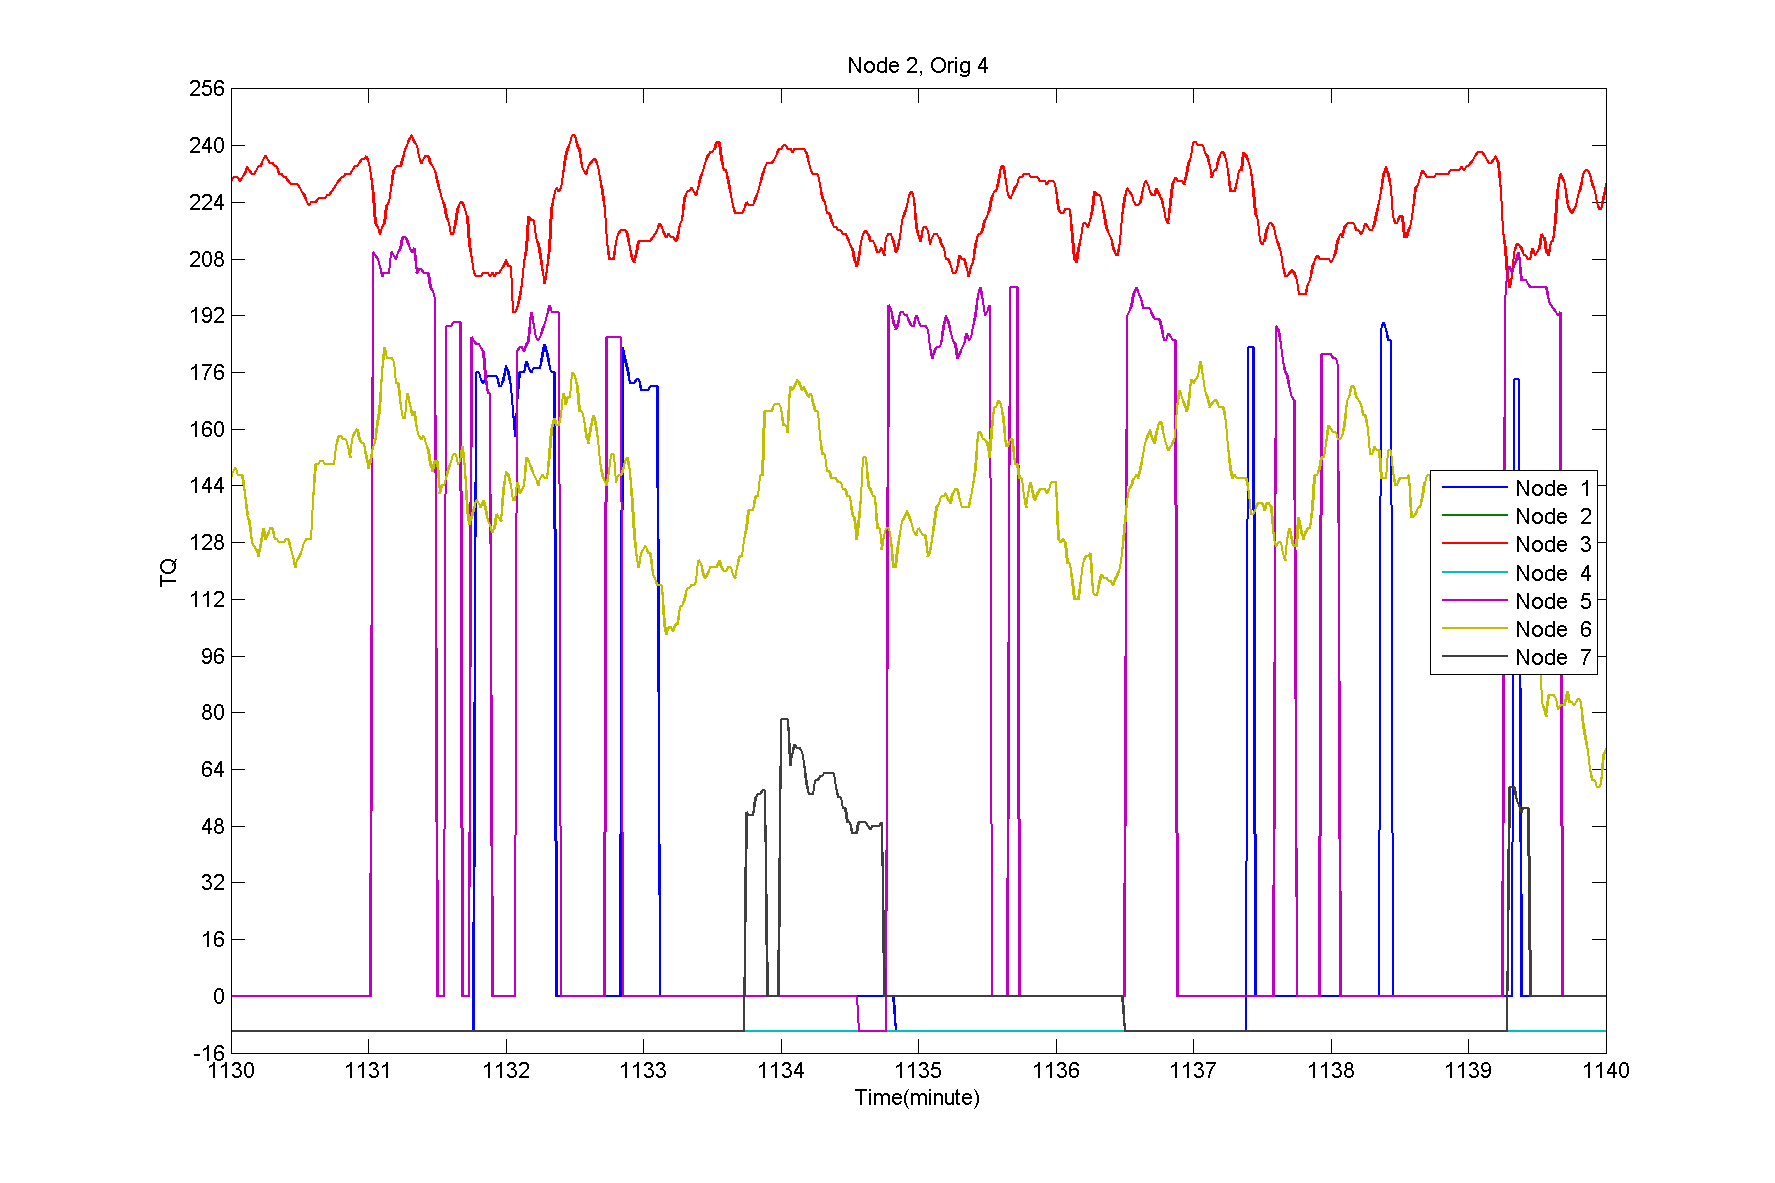 Node 2, Orig 4
256
240
224
208
192
176
160
144
128
112
96
80
64
48
32
16
0
-16
TQ
1130 1131 1132 1133 1134 1135 1136 1137 1138 1139 1140
Time(minute)
Node 1
Node 2
Node 3
Node 4
Node 5
Node 6
Node 7